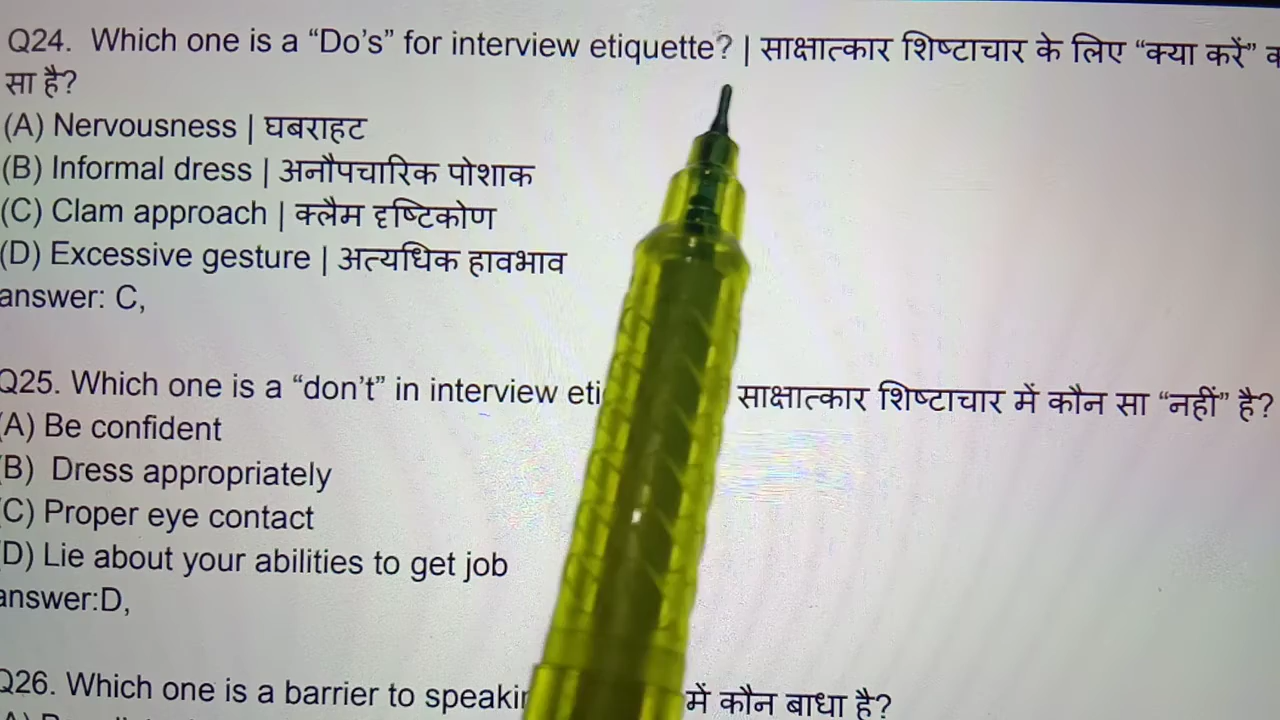 Q24. Which one is a “Do’s” for interview etiquette? | साक्षात्कार शिष्टाचार के लिए “क्या करें”
सा है?
(A) Nervousness | घबराहट
(B) Informal dress | अनौपचारिक पोशाक
(C) Clam approach | क्लैम दृष्टिकोण
(D) Excessive gesture | अत्यधिक हावभाव
answer: C,
Q25. Which one is a “don’t” in interview साक्षात्कार शिष्टाचार में कौन सा “नहीं” है?
(A) Be confident
(B) Dress appropriately
(C) Proper eye contact
(D) Lie about your abilities to get job
answer:D,
Q26. Which one is a barrier to में कौन बाधा है?